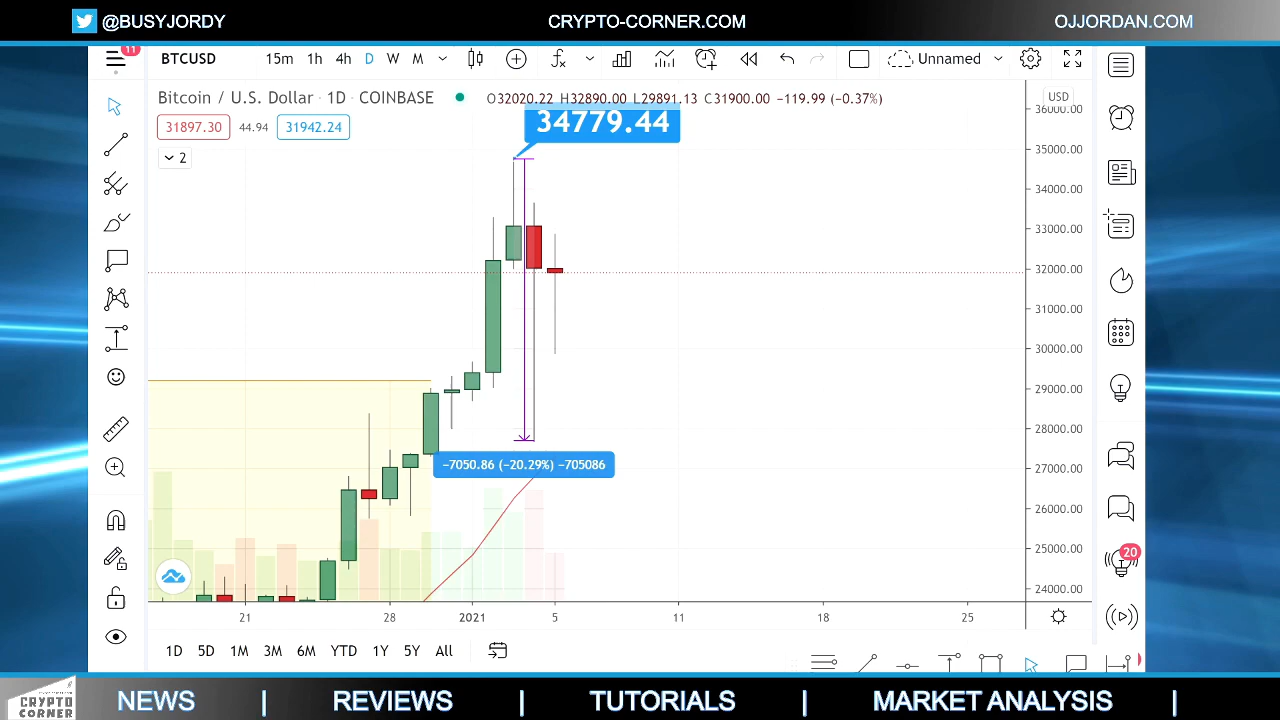 @BUSYJORDY CRYPTO-CORNER.COM OJJORDAN.COM
11 BTCUSD 15m 1h 4h D W M Unnamed
Bitcoin / U.S. Dollar · 1D · COINBASE O32020.22 H32890.00 L29891.13 C31900.00 −119.99 (−0.37%) USD
36000.00
34779.44
31897.30 44.94 31942.24
2
35000.00
34000.00
33000.00
32000.00
31000.00
30000.00
29000.00
28000.00
−7050.86 (−20.29%) −705086
27000.00
26000.00
25000.00
20
24000.00
21 28 2021 5 11 18 25
1D 5D 1M 3M 6M YTD 1Y 5Y All
CRYPTO
CORNER
NEWS | REVIEWS | TUTORIALS | MARKET ANALYSIS |